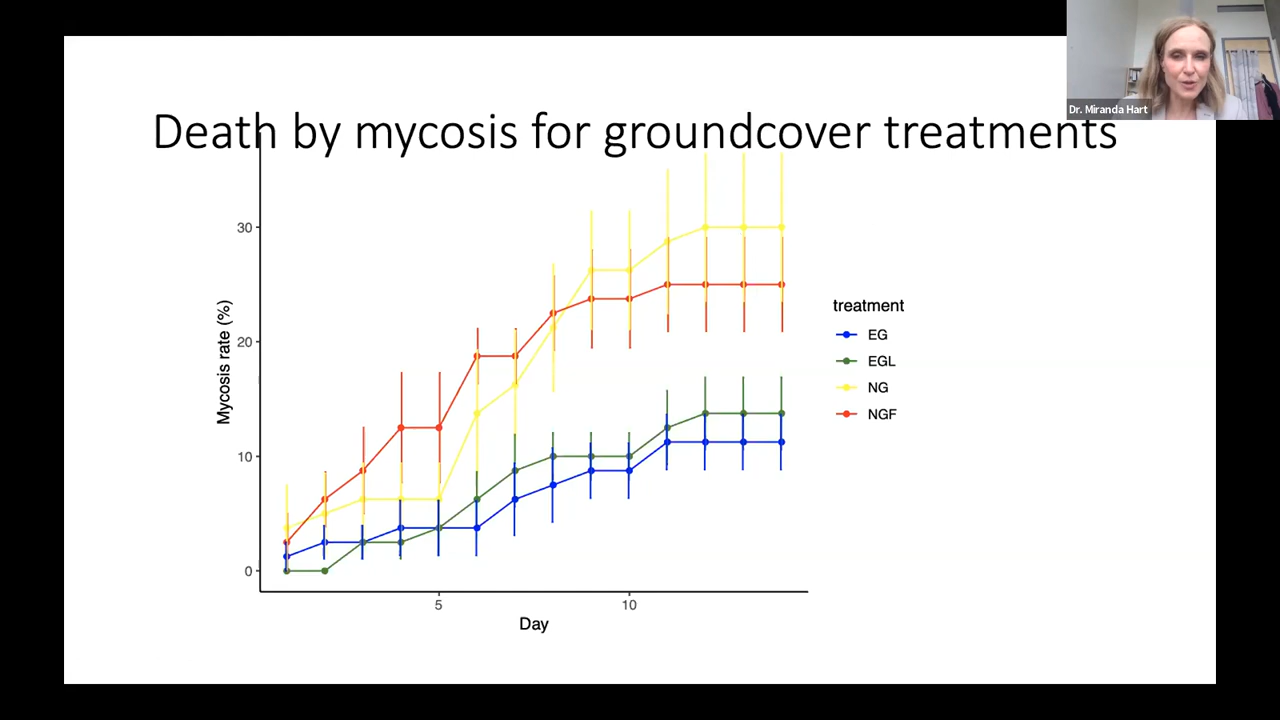 Dr. Miranda Hart
Death by mycosis for groundcover treatments
30
20
10
0
Mycosis rate (%)
5
10
Day
treatment
EG
EGL
NG
NGF